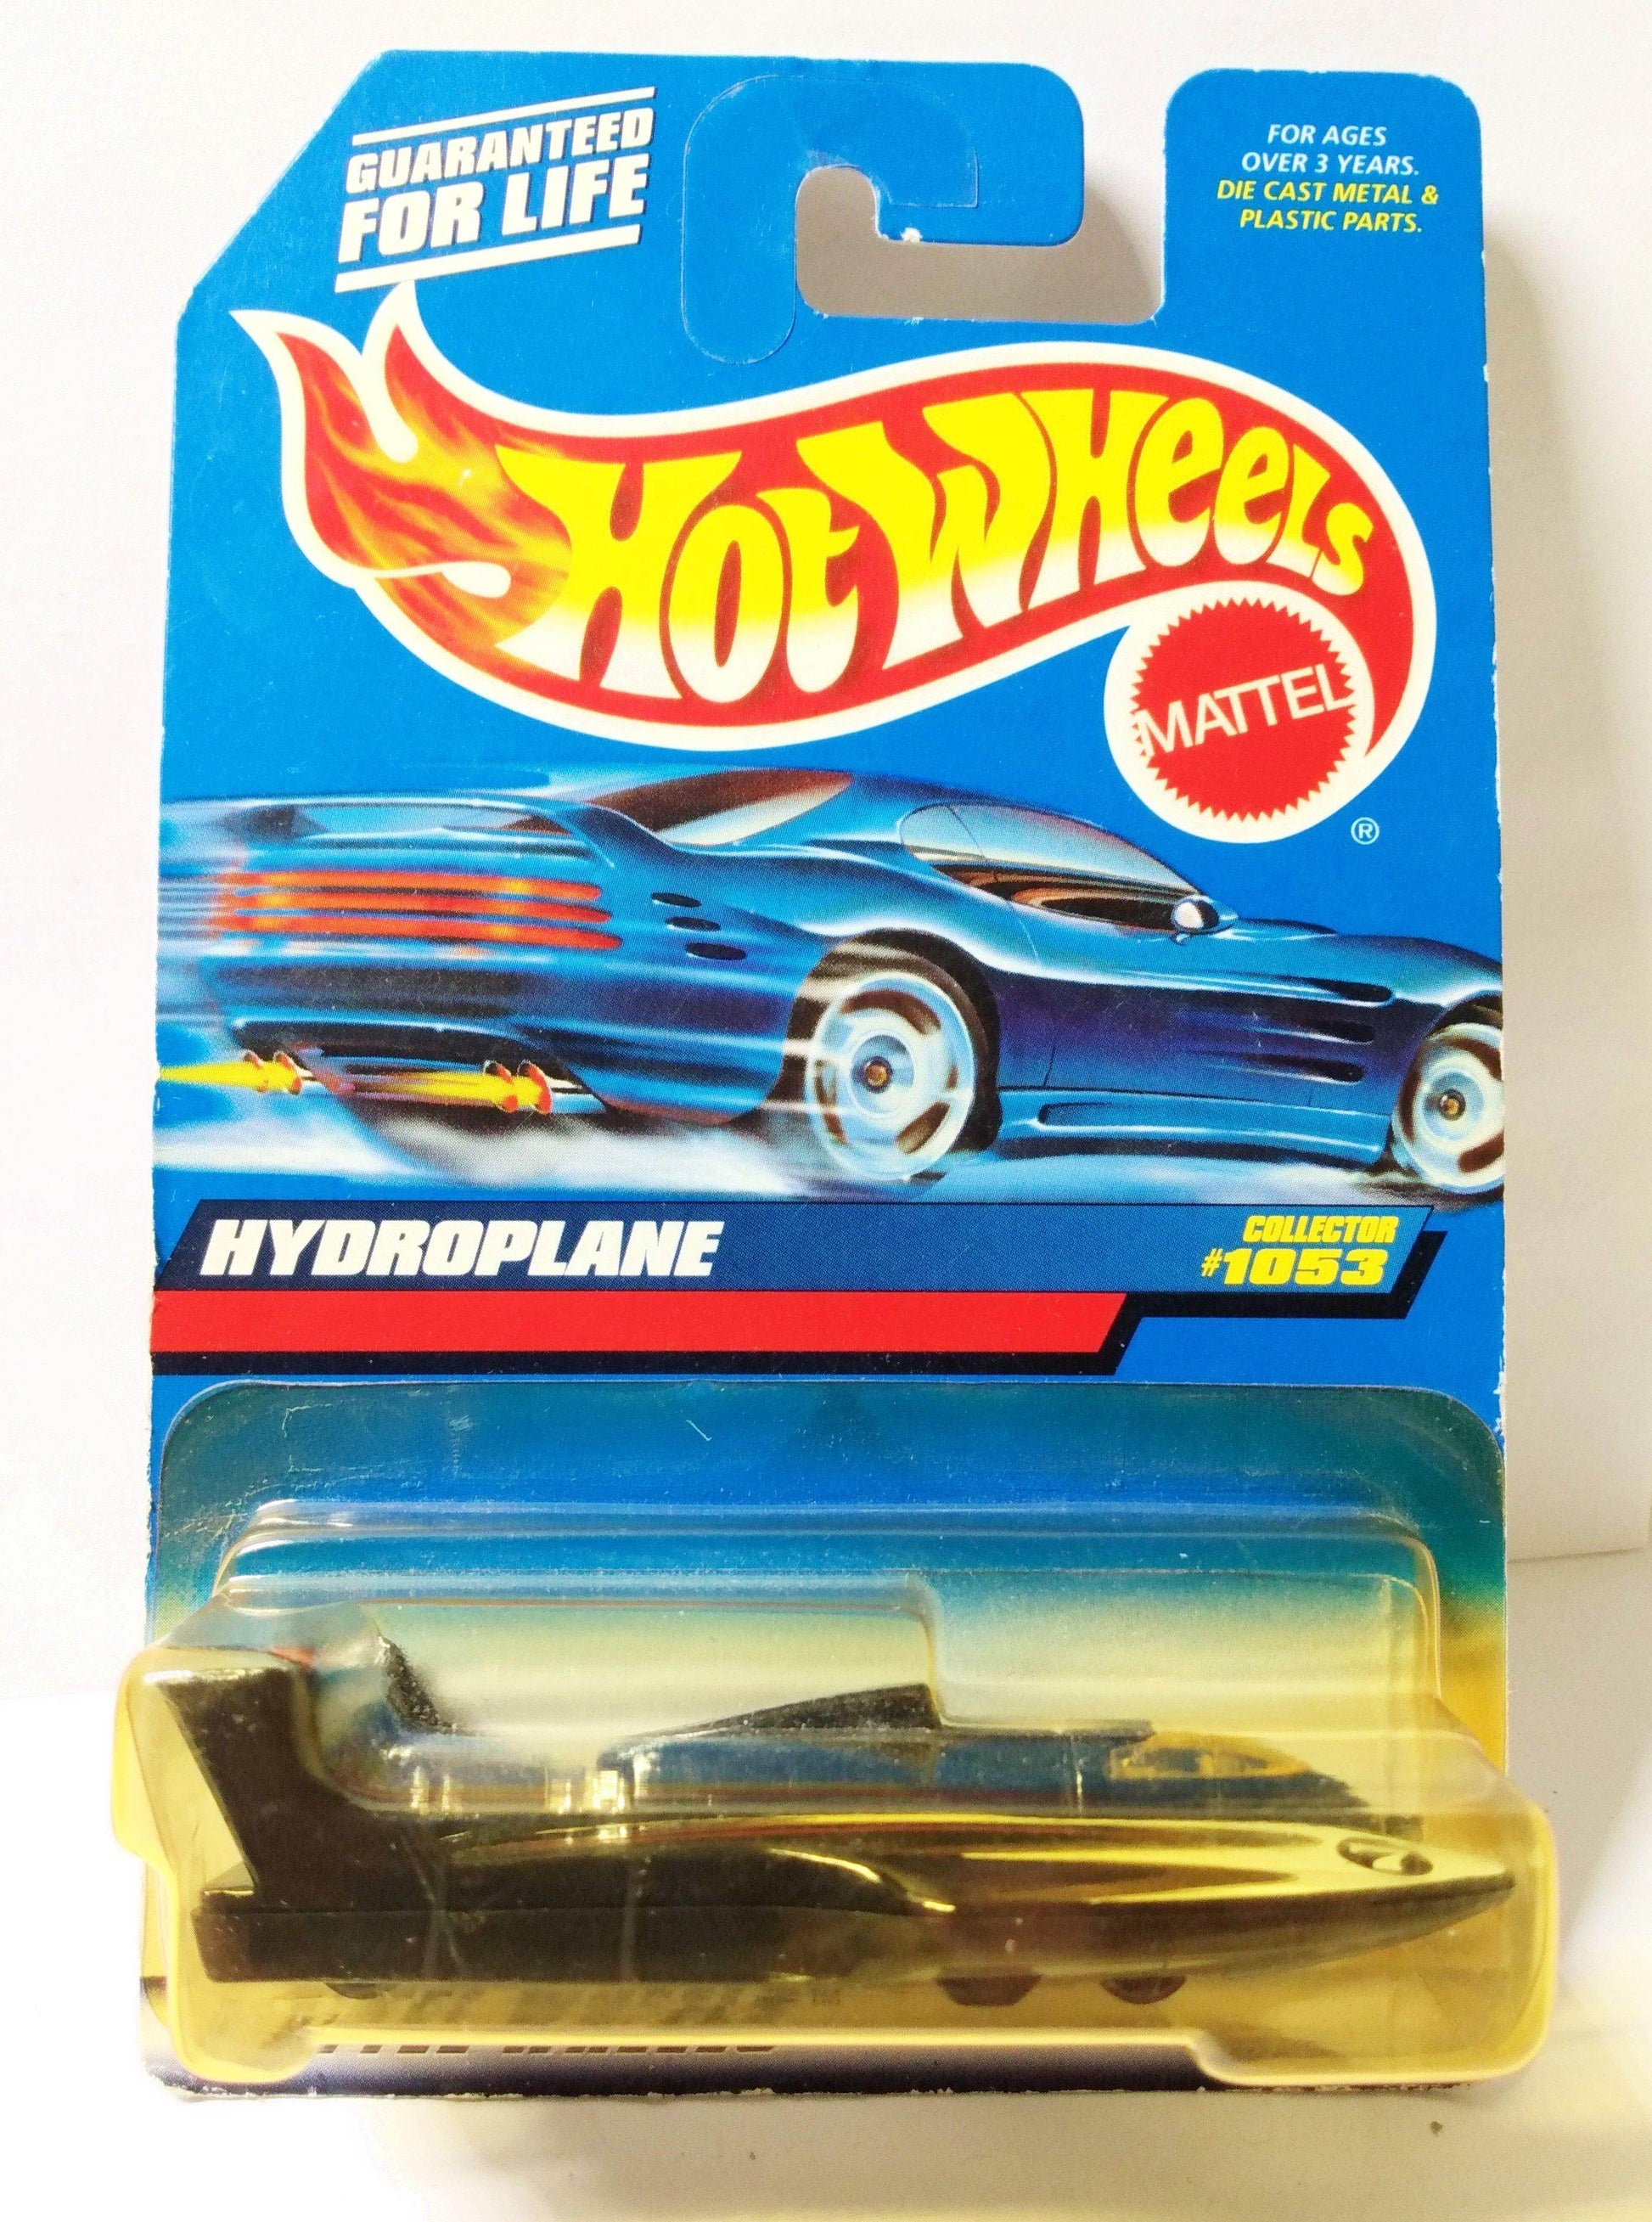 GUARANTEED
FOR LIFE
FOR AGES
OVER 3 YEARS.
DIE CAST METAL &
PLASTIC PARTS.
Hot Wheels
MATTEL
®
HYDROPLANE
COLLECTOR
#1053